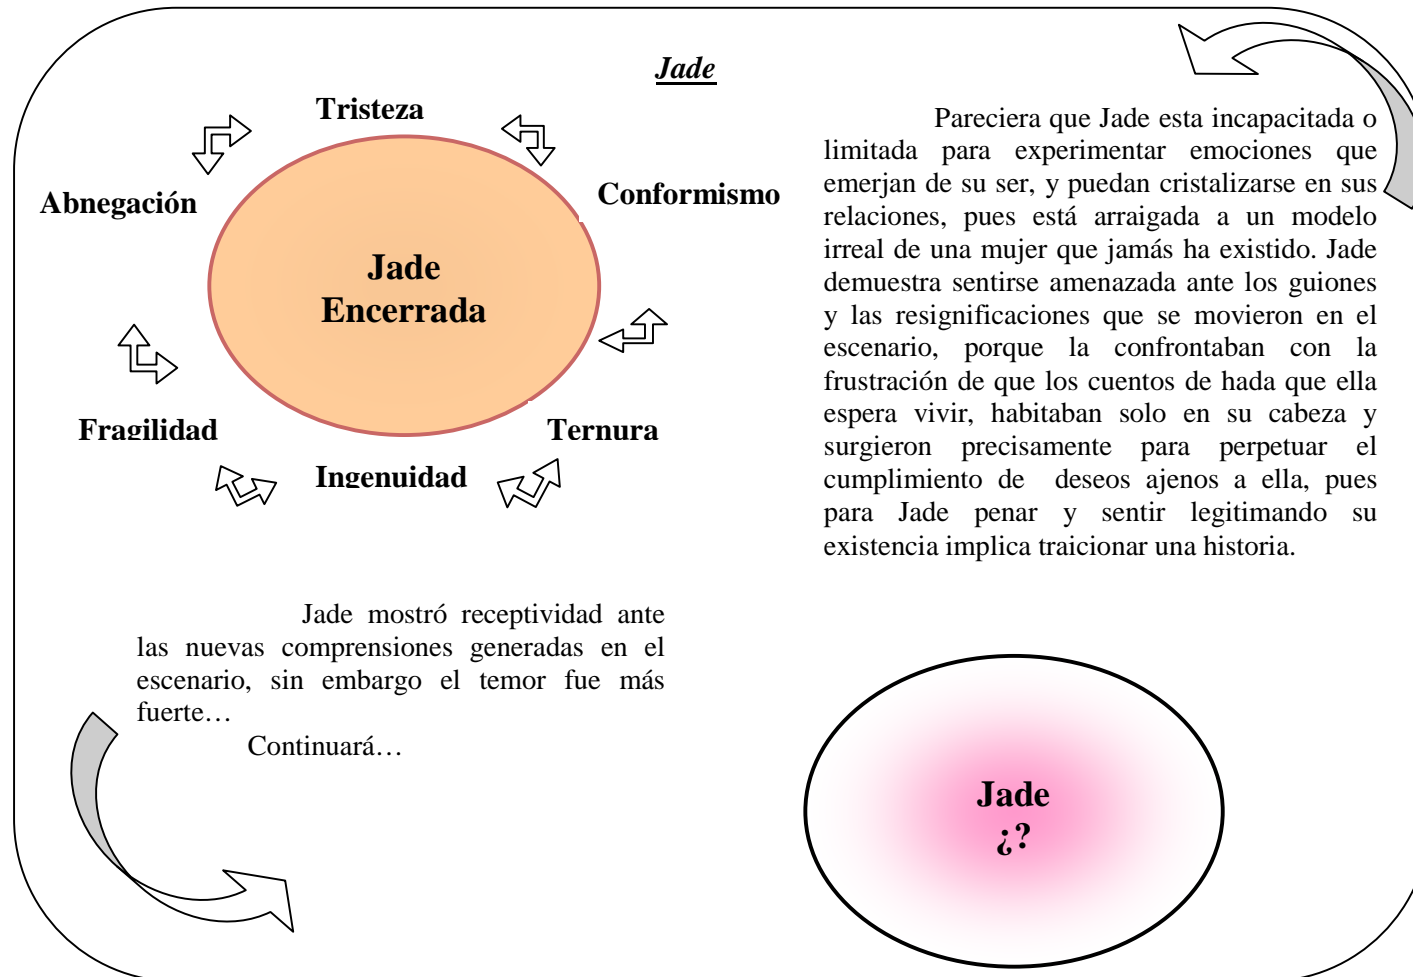 Jade
Tristeza
Abnegación
Conformismo
Jade
Encerrada
Fragilidad
Ternura
Ingenuidad
Pareciera que Jade esta incapacitada o
limitada para experimentar emociones que
emerjan de su ser, y puedan cristalizarse en sus
relaciones, pues está arraigada a un modelo
irreal de una mujer que jamás ha existido. Jade
demuestra sentirse amenazada ante los guiones
y las resignificaciones que se movieron en el
escenario, porque la confrontaban con la
frustración de que los cuentos de hada que ella
espera vivir, habitaban solo en su cabeza y
surgieron precisamente para perpetuar el
cumplimiento de deseos ajenos a ella, pues
para Jade penar y sentir legitimando su
existencia implica traicionar una historia.
Jade mostró receptividad ante
las nuevas comprensiones generadas en el
escenario, sin embargo el temor fue más
fuerte…
Continuará…
Jade
¿?